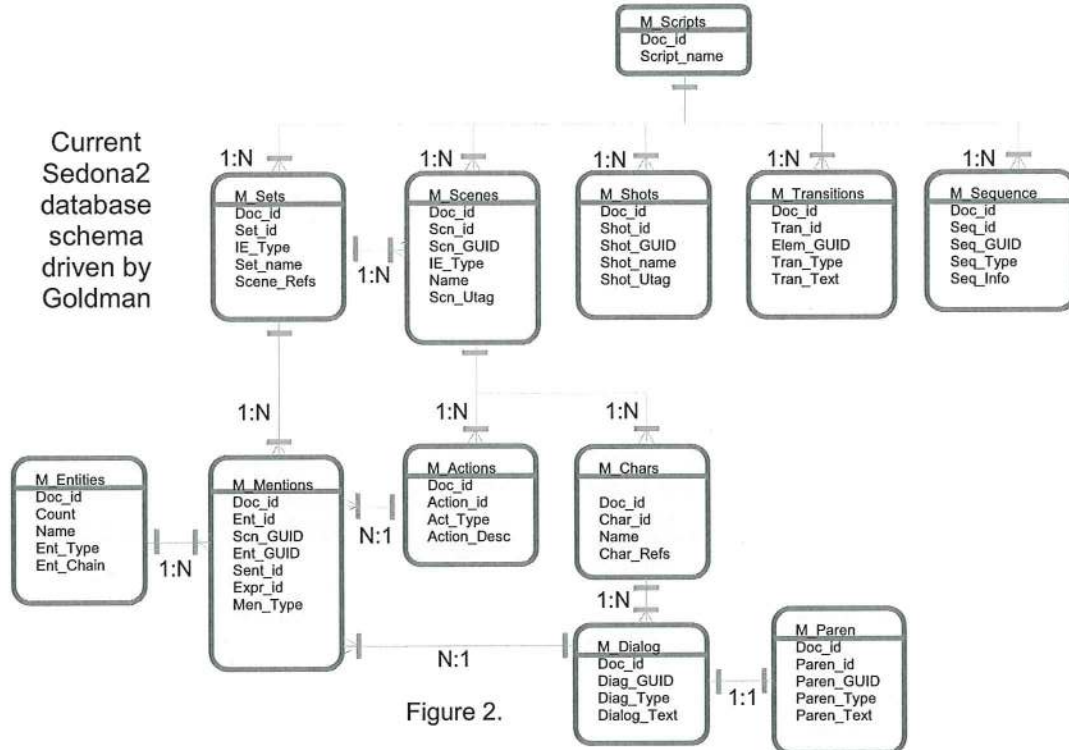 M_Scripts
Doc_id
Script_name
Current
Sedona2
database
schema
driven by
Goldman
1:N
1:N
1:N
1:N
1:N
M_Sets
Doc_id
Set_id
IE_Type
Set_name
Scene_Refs
1:N
M_Scenes
Doc_id
Scn_id
Scn_GUID
IE_Type
Name
Scn_Utag
M_Shots
Doc_id
Shot_id
Shot_GUID
Shot_name
Shot_Utag
M_Transitions
Doc_id
Tran_id
Elem_GUID
Tran_Type
Tran_Text
M_Sequence
Doc_id
Seq_id
Seq_GUID
Seq_Type
Seq_Info
1:N
1:N
1:N
M_Entities
Doc_id
Count
Name
Ent_Type
Ent_Chain
1:N
M_Mentions
Doc_id
Ent_id
Scn_GUID
Ent_GUID
Sent_id
Expr_id
Men_Type
N:1
M_Actions
Doc_id
Action_id
Act_Type
Action_Desc
M_Chars
Doc_id
Char_id
Name
Char_Refs
1:N
N:1
M_Dialog
Doc_id
Diag_GUID
Diag_Type
Dialog_Text
1:1
M_Paren
Doc_id
Paren_id
Paren_GUID
Paren_Type
Paren_Text
Figure 2.